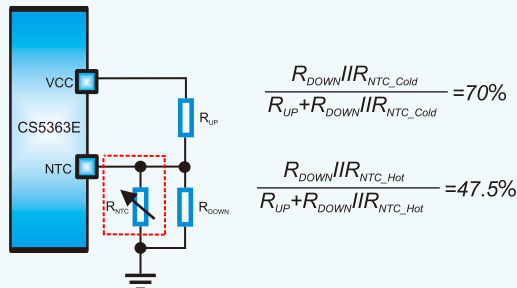 VCC
CS5363E
NTC
RUP
RNTC
RDOWN
RDOWNIIRNTC_Cold
RUP+RDOWNIIRNTC_Cold
=70%
RDOWNIIRNTC_Hot
RUP+RDOWNIIRNTC_Hot
=47.5%